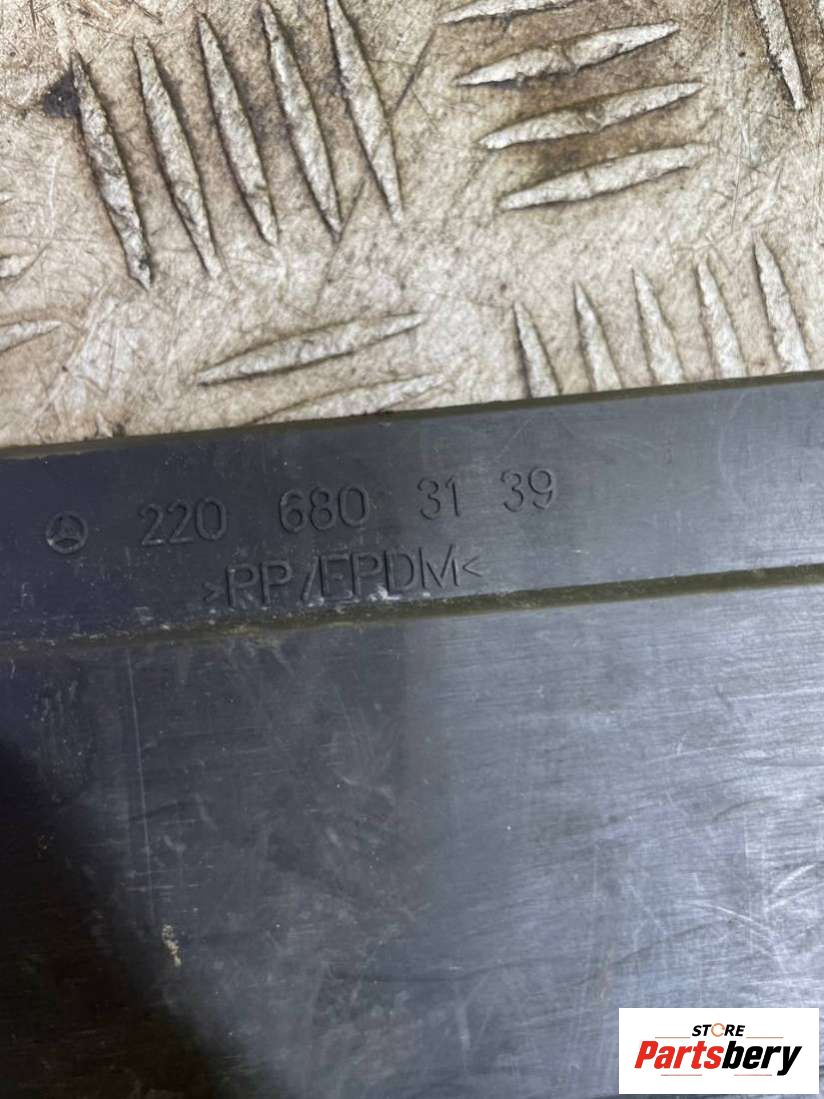 220 680 31 39
>PP/EPDM<
STORE
Partsbery